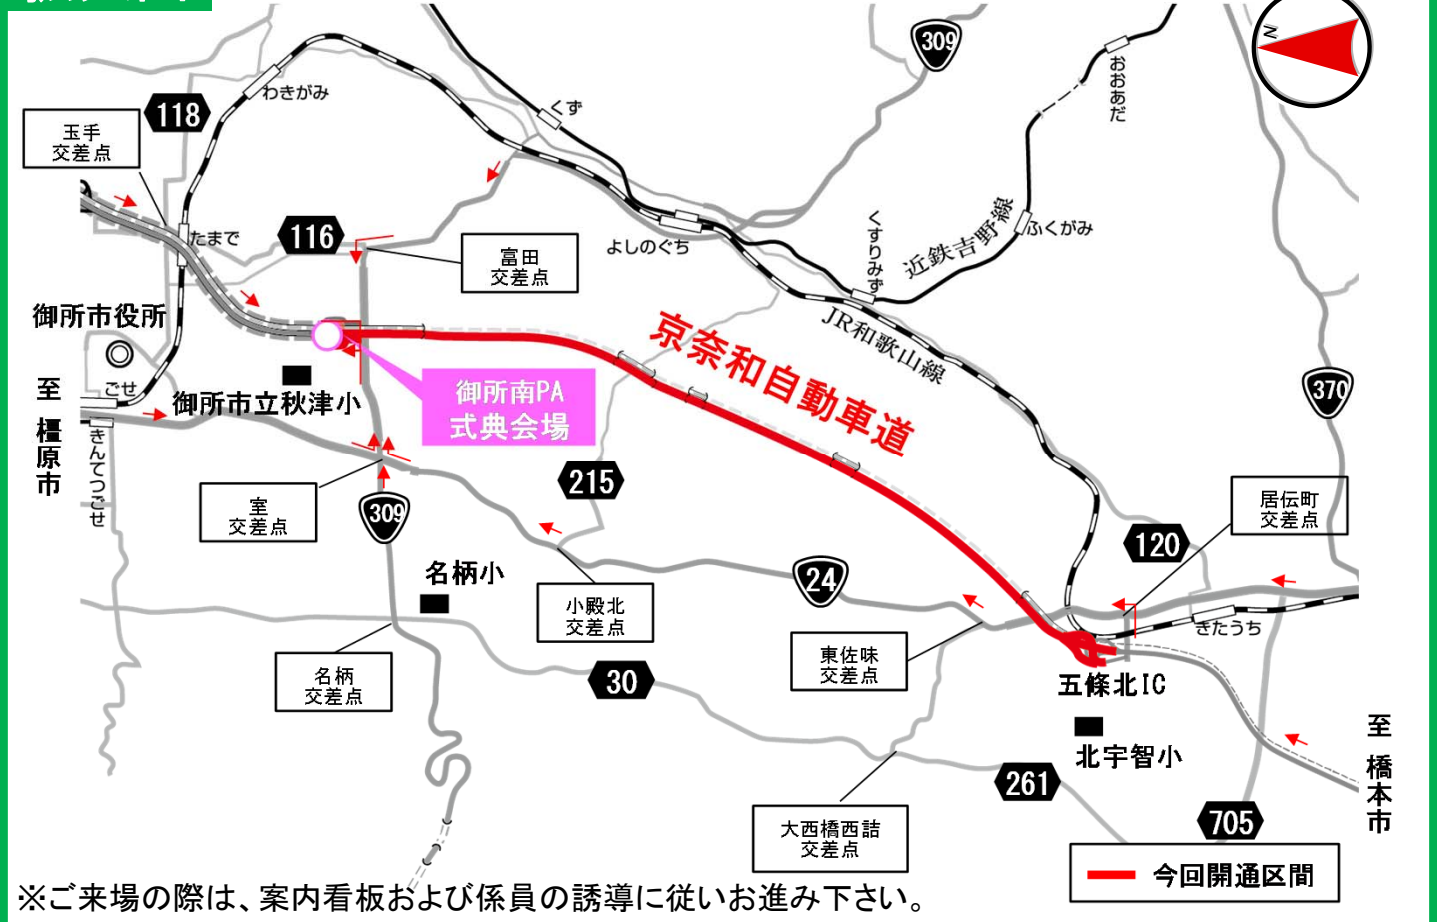 309
N
おおあだ
わきがみ
くず
118
玉手
交差点
116
たまで
富田
交差点
よしのぐち
くすりみず
近鉄吉野線
ふくがみ
JR和歌山線
御所市役所
京奈和自動車道
ごせ
御所市立秋津小
御所南PA
式典会場
370
至 橿原市
きんてつごせ
215
室
交差点
309
居伝町
交差点
120
名柄小
24
小殿北
交差点
きたうち
東佐味
交差点
名柄
交差点
30
五條北IC
北宇智小
至 橋本市
261
大西橋西詰
交差点
705
今回開通区間
※ご来場の際は、案内看板および係員の誘導に従いお進み下さい。